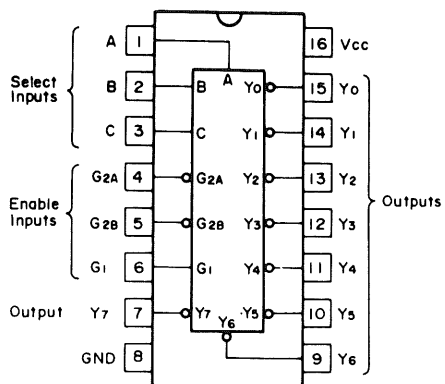 A 1 16 Vcc
A
Select Inputs
B 2 B Y0 15 Y0
C 3 C Y1 14 Y1
G2A 4 G2A Y2 13 Y2
Enable Inputs
G2B 5 G2B Y3 12 Y3
Outputs
G1 6 G1 Y4 11 Y4
Output Y7 7 Y7 Y5 10 Y5
Y6
GND 8 9 Y6